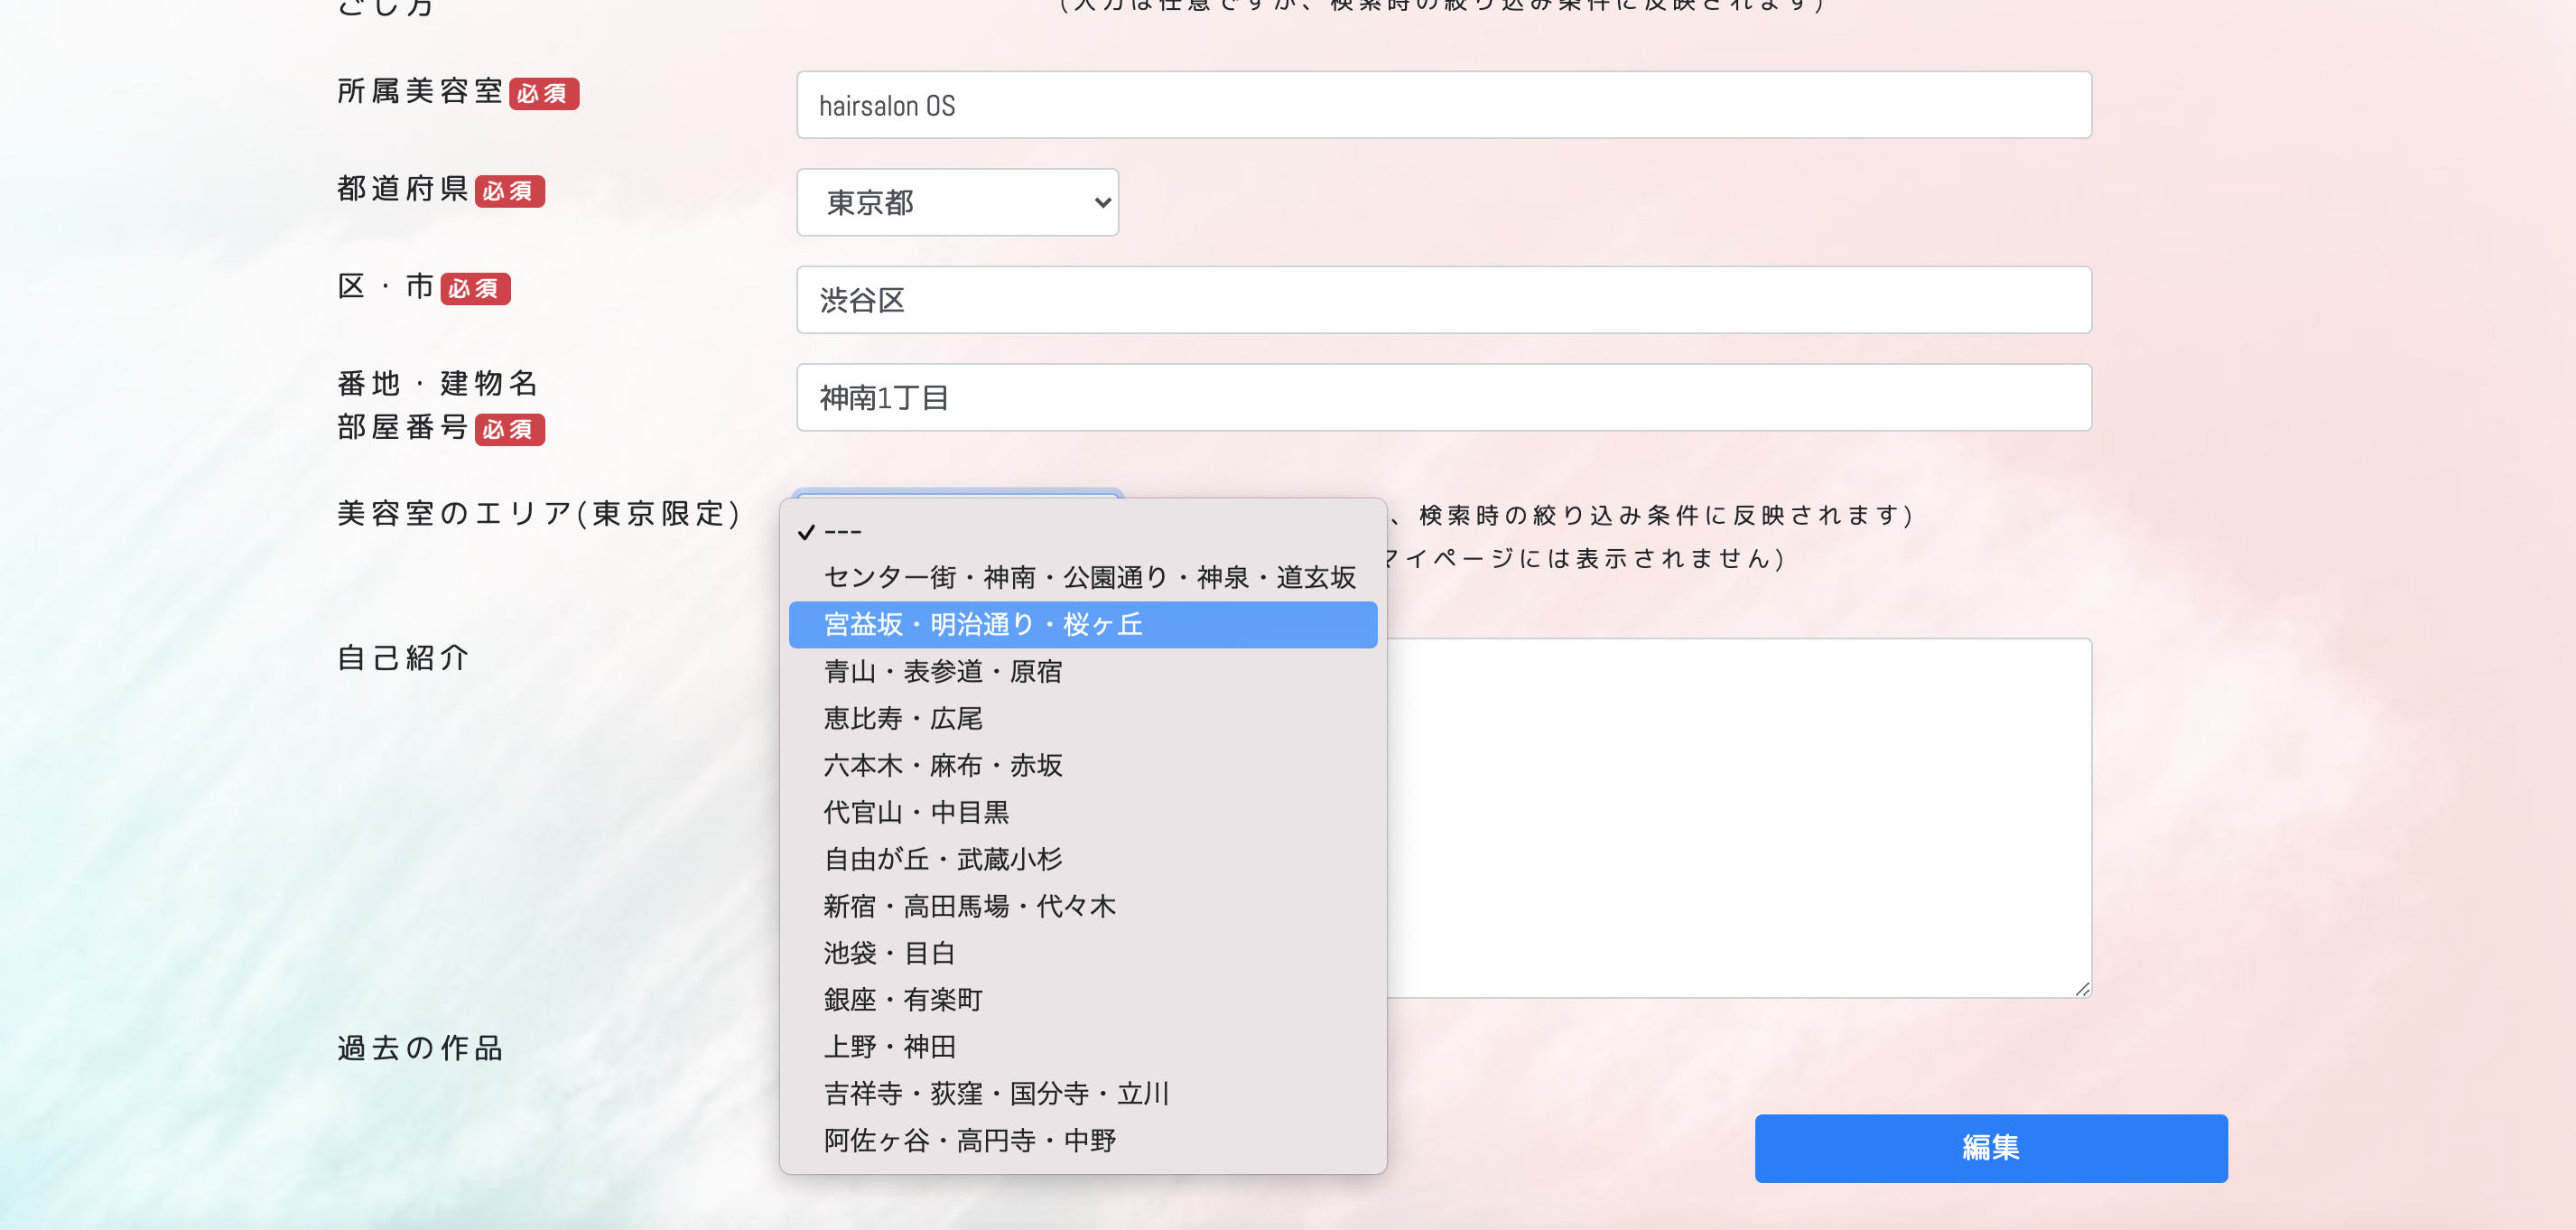 ごし方
(入力は任意ですが、検索時の絞り込み条件に反映されます)
所属美容室 必須
hairsalon OS
都道府県 必須
東京都
区・市 必須
渋谷区
番地・建物名
部屋番号 必須
神南1丁目
美容室のエリア(東京限定)
、検索時の絞り込み条件に反映されます)
マイページには表示されません)
---
センター街・神南・公園通り・神泉・道玄坂
宮益坂・明治通り・桜ヶ丘
青山・表参道・原宿
恵比寿・広尾
六本木・麻布・赤坂
代官山・中目黒
自由が丘・武蔵小杉
新宿・高田馬場・代々木
池袋・目白
銀座・有楽町
上野・神田
吉祥寺・荻窪・国分寺・立川
阿佐ヶ谷・高円寺・中野
自己紹介
過去の作品
編集